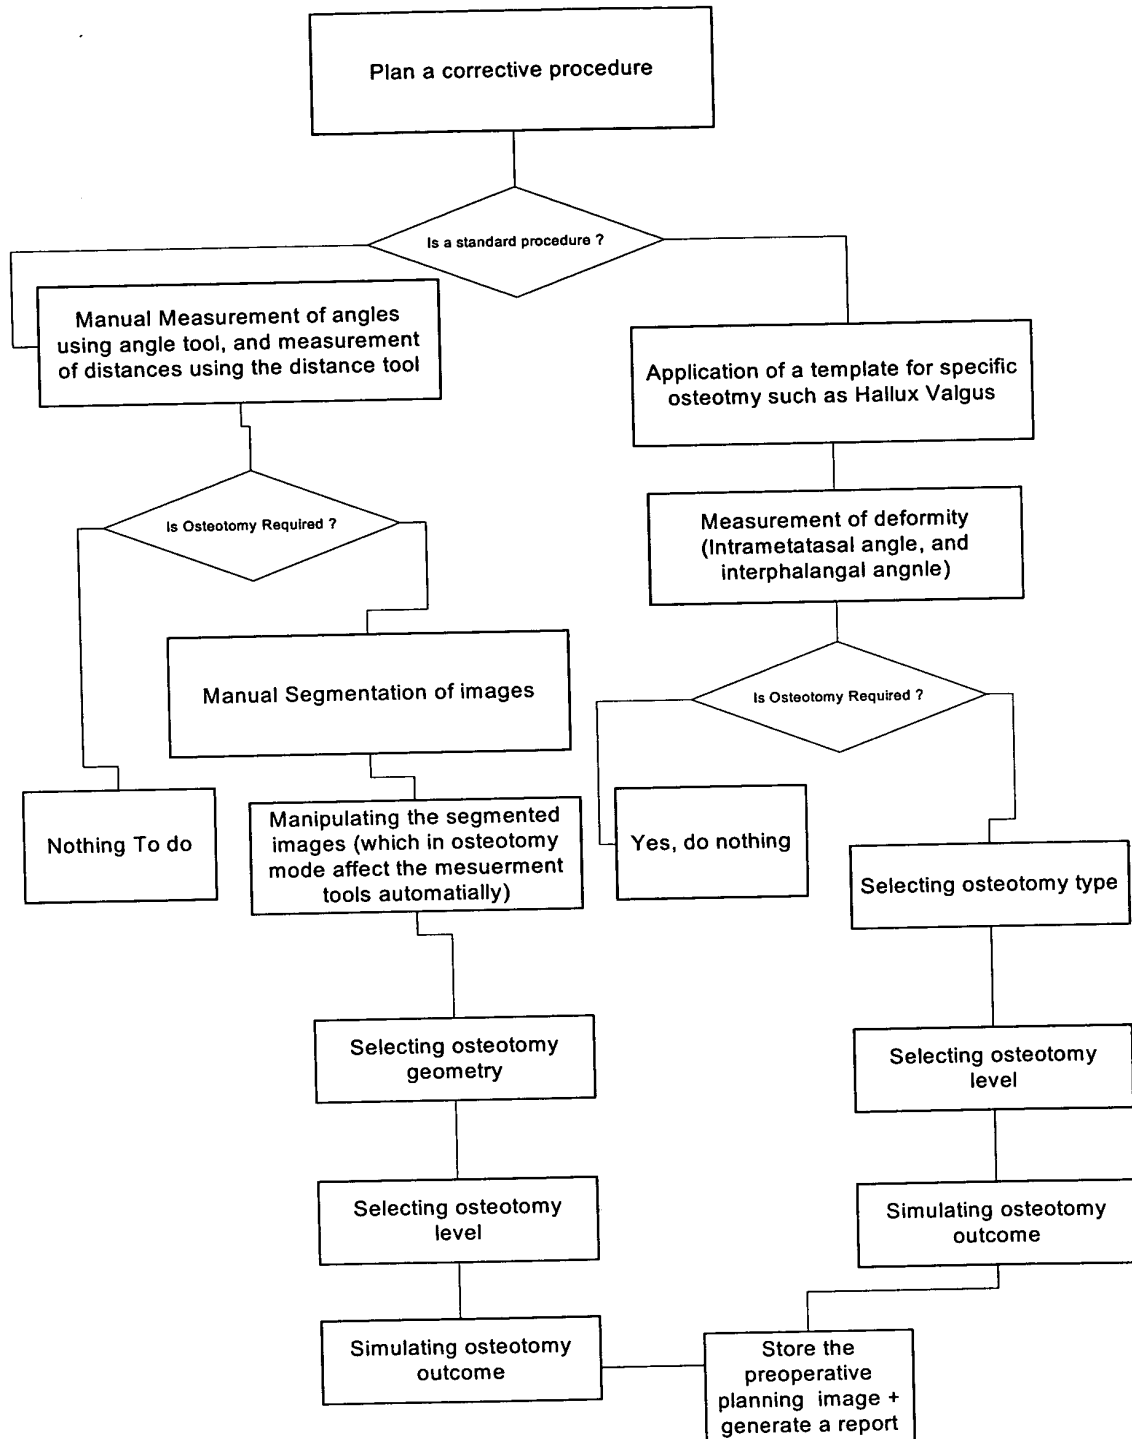 Plan a corrective procedure
Is a standard procedure ?
Manual Measurement of angles
using angle tool, and measurement
of distances using the distance tool
Application of a template for specific
osteotmy such as Hallux Valgus
Is Osteotomy Required ?
Measurement of deformity
(Intrametatasal angle, and
interphalangal angnle)
Manual Segmentation of images
Is Osteotomy Required ?
Nothing To do
Manipulating the segmented
images (which in osteotomy
mode affect the mesuerment
tools automatially)
Yes, do nothing
Selecting osteotomy type
Selecting osteotomy
geometry
Selecting osteotomy
level
Selecting osteotomy
level
Simulating osteotomy
outcome
Simulating osteotomy
outcome
Store the
preoperative
planning image +
generate a report